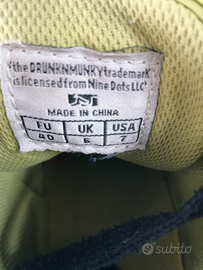 the DRUNKNMUNKY trademark
is licensed from Nine Dots LLC
MADE IN CHINA
EU UK USA
40 6 7
subito